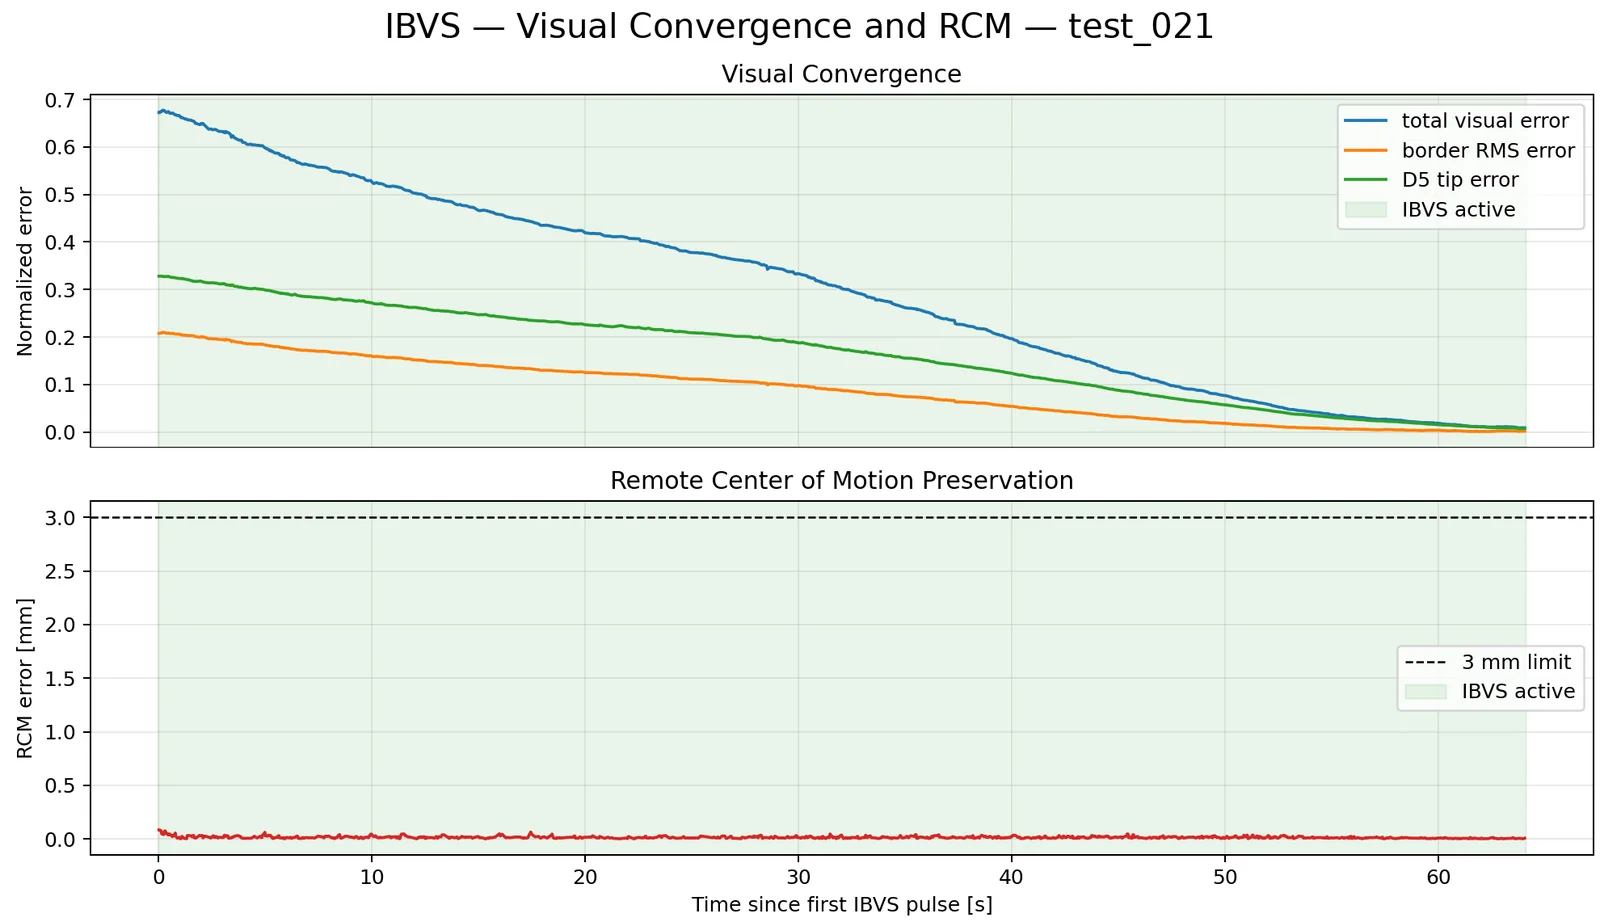 IBVS — Visual Convergence and RCM — test_021
Visual Convergence
Normalized error
0.7
0.6
0.5
0.4
0.3
0.2
0.1
0.0
total visual error
border RMS error
D5 tip error
IBVS active
Remote Center of Motion Preservation
RCM error [mm]
3.0
2.5
2.0
1.5
1.0
0.5
0.0
3 mm limit
IBVS active
0 10 20 30 40 50 60
Time since first IBVS pulse [s]